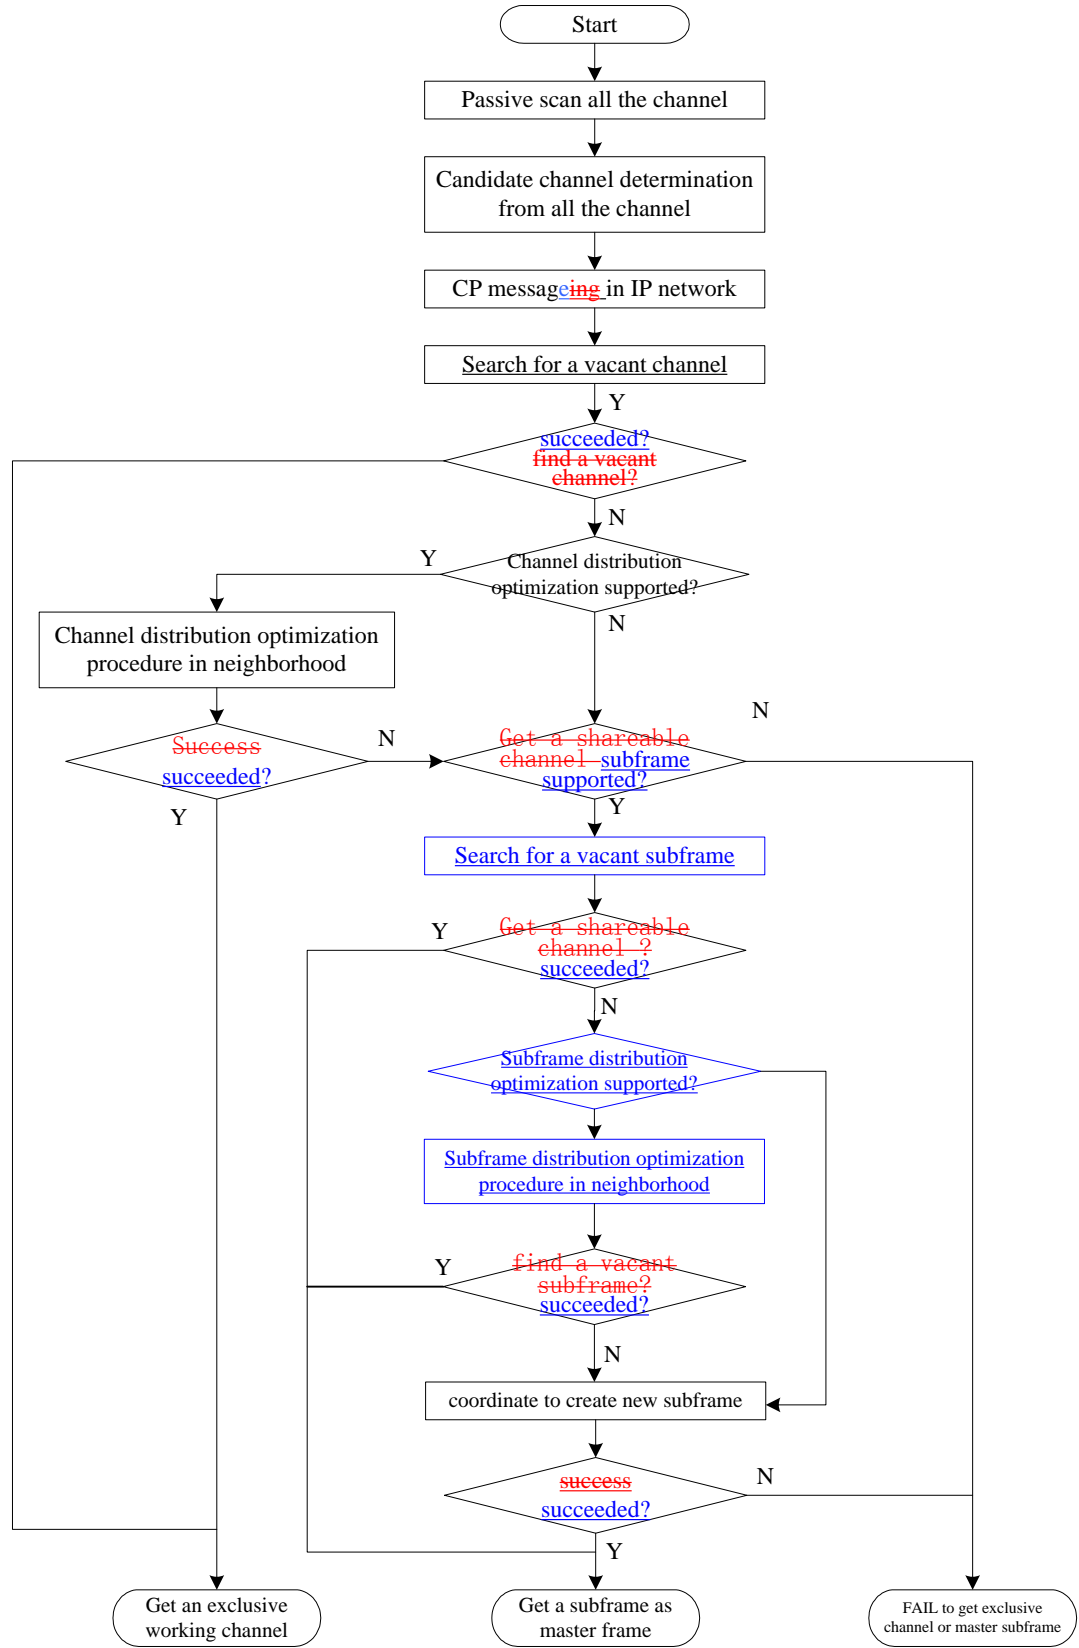 Start
Passive scan all the channel
Candidate channel determination
from all the channel
CP messageing in IP network
Search for a vacant channel
Y
succeeded?
find a vacant
channel?
N
Y
Channel distribution
optimization supported?
N
Channel distribution optimization
procedure in neighborhood
N
Success
succeeded?
N
Get a shareable
channel subframe
supported?
Y
Y
Search for a vacant subframe
Y
Get a shareable
channel ?
succeeded?
N
Subframe distribution
optimization supported?
Subframe distribution optimization
procedure in neighborhood
Y
find a vacant
subframe?
succeeded?
N
coordinate to create new subframe
success
succeeded?
N
Y
Get an exclusive
working channel
Get a subframe as
master frame
FAIL to get exclusive
channel or master subframe